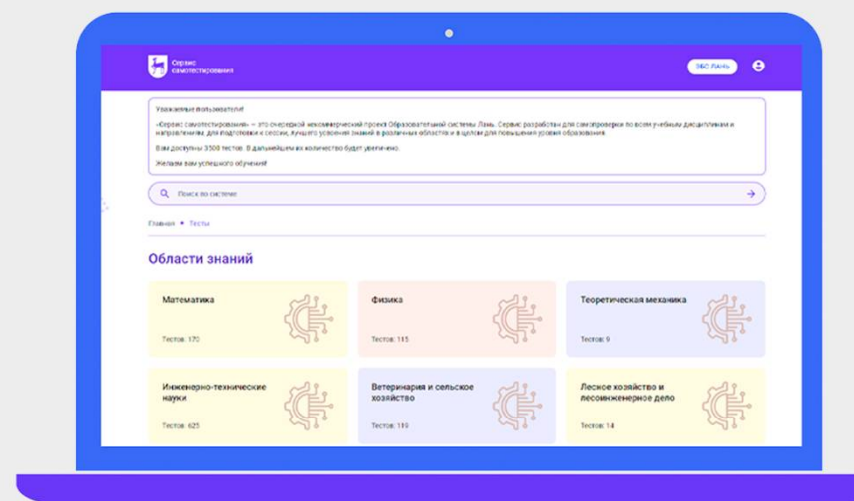 Сервис
самотестирования
ЭБС ЛАНЬ
Уважаемые пользователи!
«Сервис самотестирования» – это очередной некоммерческий проект Образовательной системы Лань. Сервис разработан для самопроверки по всем учебным дисциплинам и
направлениям, для подготовки к сессии, лучшего усвоения знаний в различных областях и в целом для повышения уровня образования.
Вам доступны 3500 тестов. В дальнейшем их количество будет увеличено.
Желаем вам успешного обучения!
Поиск по системе
Главная • Тесты
Области знаний
Математика
Физика
Теоретическая механика
Тестов: 170
Тестов: 115
Тестов: 9
Инженерно-технические
науки
Ветеринария и сельское
хозяйство
Лесное хозяйство и
лесоинженерное дело
Тестов: 625
Тестов: 119
Тестов: 14